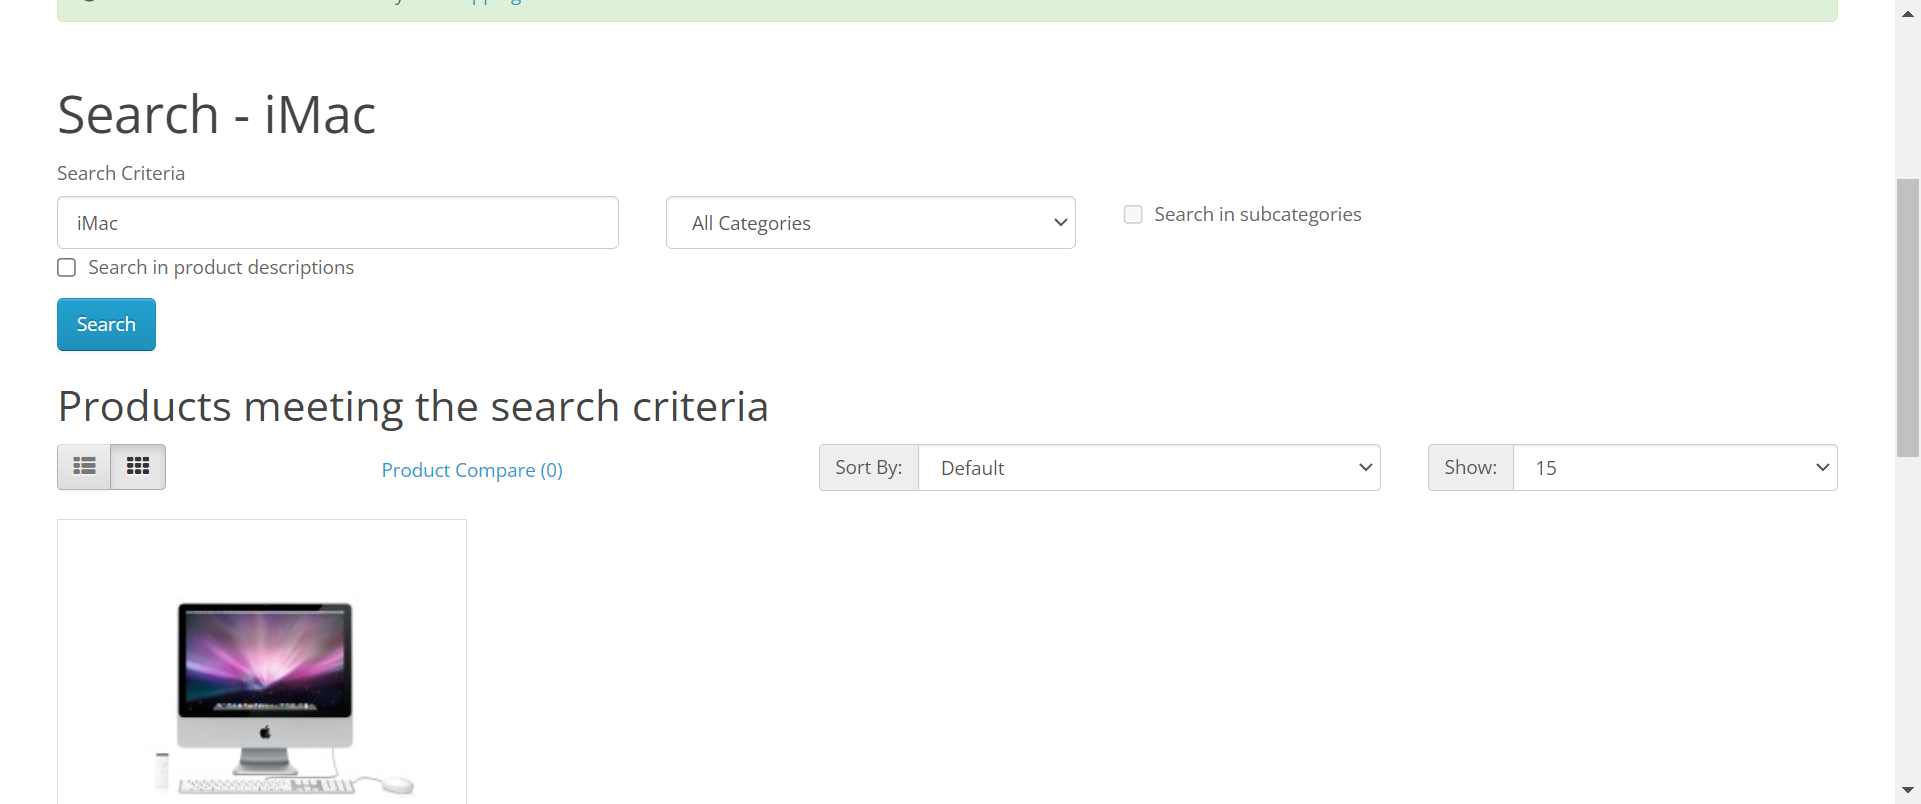 Search - iMac
Search Criteria
iMac
All Categories
Search in subcategories
Search in product descriptions
Search
Products meeting the search criteria
Product Compare (0)
Sort By:
Default
Show:
15